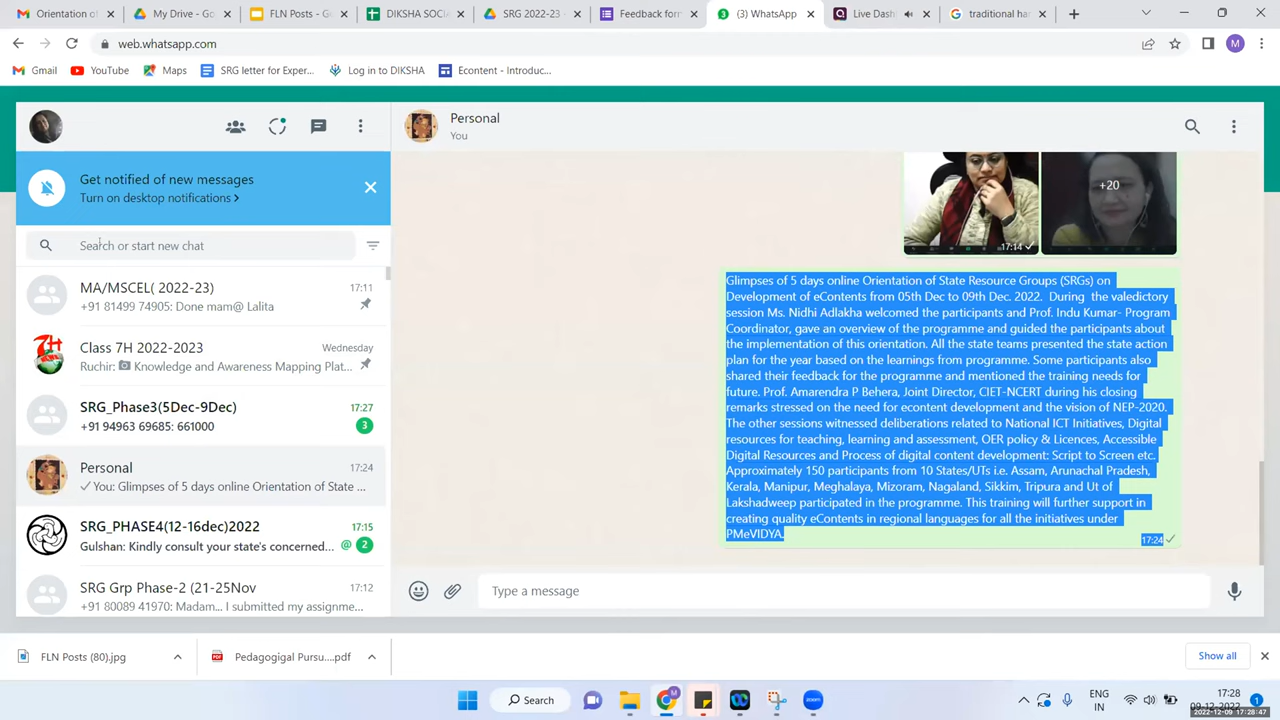 Orientation of
My Drive - Go
FLN Posts - G
DIKSHA SOCI
SRG 2022-23 -
Feedback for
(3) WhatsApp
Live Dash
traditional har
web.whatsapp.com
M
Gmail
YouTube
Maps
SRG letter for Exper...
Log in to DIKSHA
Econtent - Introduc...
Personal
You
Get notified of new messages
Turn on desktop notifications >
Search or start new chat
MA/MSCEL( 2022-23)
17:11
+91 81499 74905: Done mam@ Lalita
Class 7H 2022-2023
Wednesday
Ruchir: Knowledge and Awareness Mapping Plat...
SRG_Phase3(5Dec-9Dec)
17:27
+91 94963 69685: 661000
3
Personal
17:24
You: Glimpses of 5 days online Orientation of State ...
SRG_PHASE4(12-16dec)2022
17:15
Gulshan: Kindly consult your state's concerned...
@ 2
SRG Grp Phase-2 (21-25Nov
17:12
+91 80089 41970: Madam... I submitted my assignme...
+20
17:14
Glimpses of 5 days online Orientation of State Resource Groups (SRGs) on
Development of eContents from 05th Dec to 09th Dec. 2022. During the valedictory
session Ms. Nidhi Adlakha welcomed the participants and Prof. Indu Kumar- Program
Coordinator, gave an overview of the programme and guided the participants about
the implementation of this orientation. All the state teams presented the state action
plan for the year based on the learnings from programme. Some participants also
shared their feedback for the programme and mentioned the training needs for
future. Prof. Amarendra P Behera, Joint Director, CIET-NCERT during his closing
remarks stressed on the need for econtent development and the vision of NEP-2020.
The other sessions witnessed deliberations related to National ICT Initiatives, Digital
resources for teaching, learning and assessment, OER policy & Licences, Accessible
Digital Resources and Process of digital content development: Script to Screen etc.
Approximately 150 participants from 10 States/UTs i.e. Assam, Arunachal Pradesh,
Kerala, Manipur, Meghalaya, Mizoram, Nagaland, Sikkim, Tripura and Ut of
Lakshadweep participated in the programme. This training will further support in
creating quality eContents in regional languages for all the initiatives under
PMeVIDYA.
17:24
Type a message
FLN Posts (80).jpg
Pedagogigal Pursu....pdf
Show all
Search
ENG
IN
17:28
09-12-2022
1
2022-12-09 17:28:47